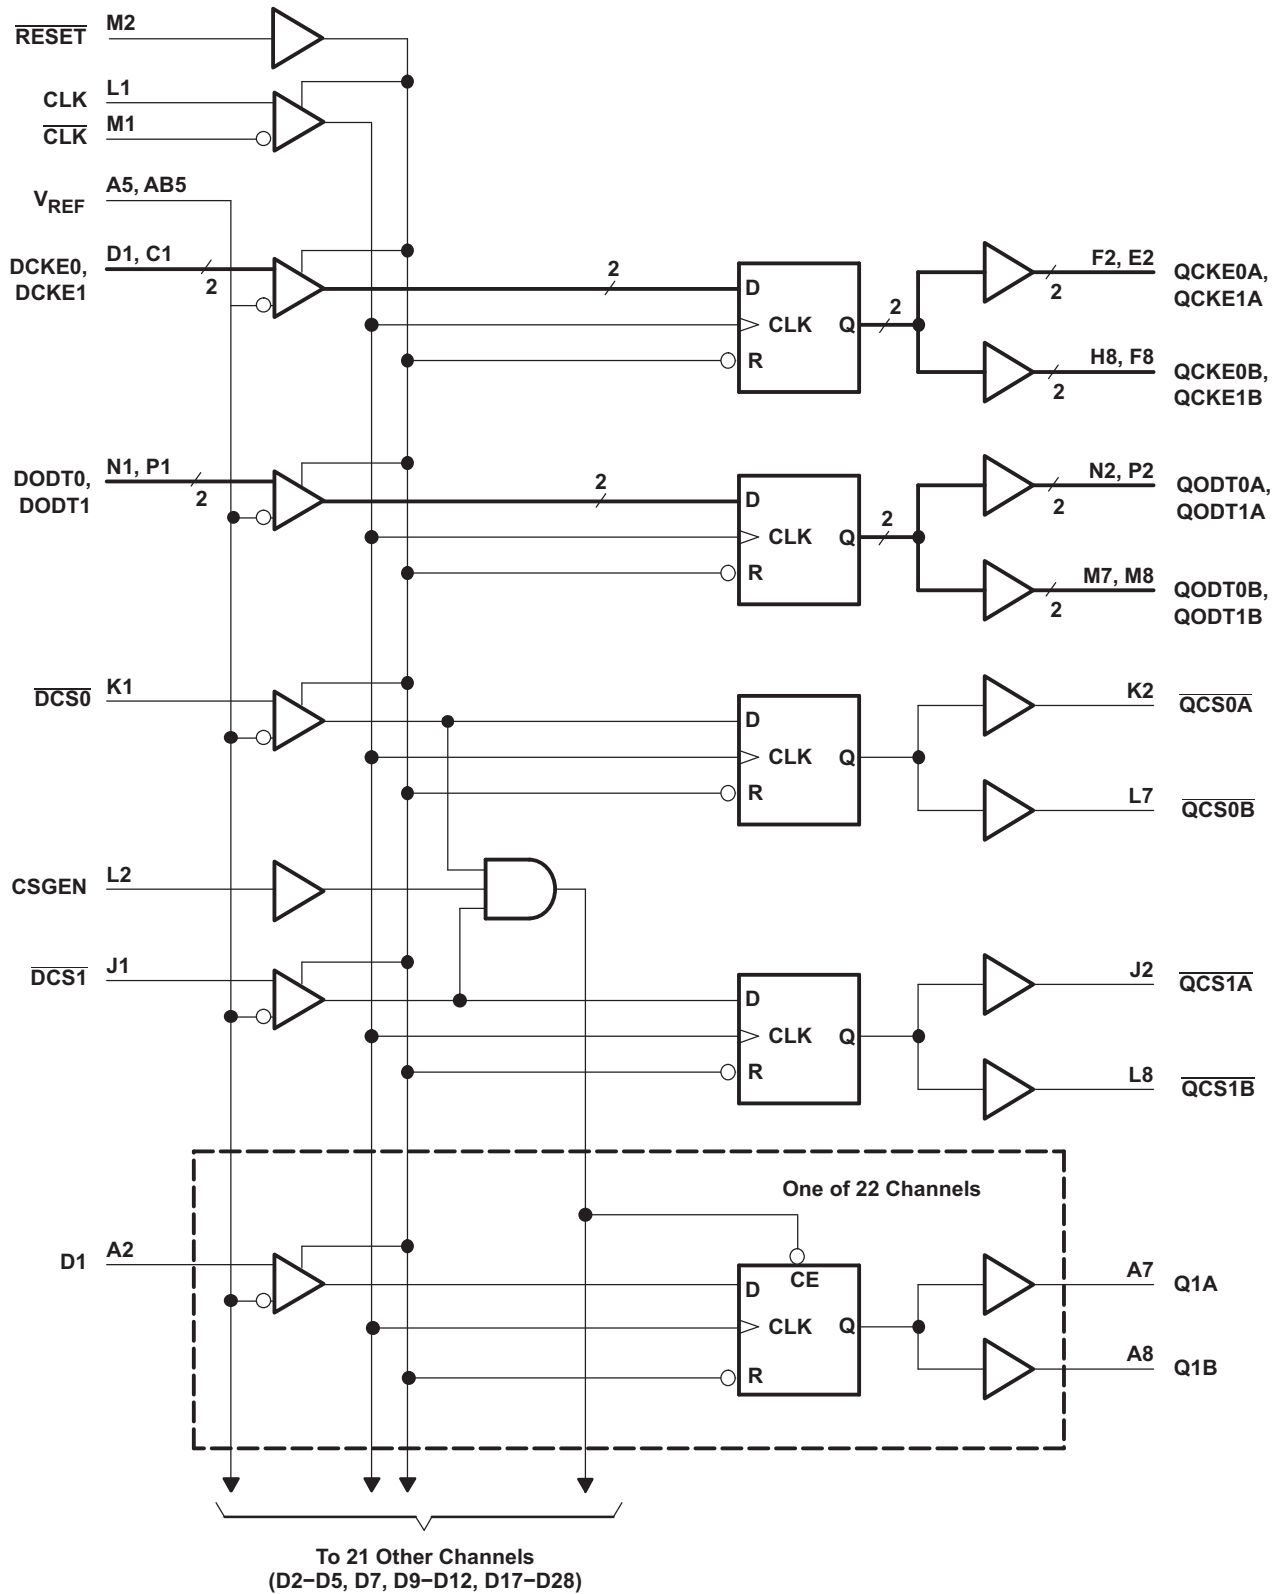 RESET M2
CLK L1
CLK M1
VREF A5, AB5
DCKE0, D1, C1
DCKE1
2
2
D
CLK Q
R
2
F2, E2
2
QCKE0A,
QCKE1A
H8, F8
2
QCKE0B,
QCKE1B
DODT0, N1, P1
DODT1
2
2
D
CLK Q
R
2
N2, P2
2
QODT0A,
QODT1A
M7, M8
2
QODT0B,
QODT1B
DCS0 K1
D
CLK Q
R
K2 QCS0A
L7 QCS0B
CSGEN L2
DCS1 J1
D
CLK Q
R
J2 QCS1A
L8 QCS1B
One of 22 Channels
D1 A2
CE
D
CLK Q
R
A7 Q1A
A8 Q1B
To 21 Other Channels
(D2−D5, D7, D9−D12, D17−D28)